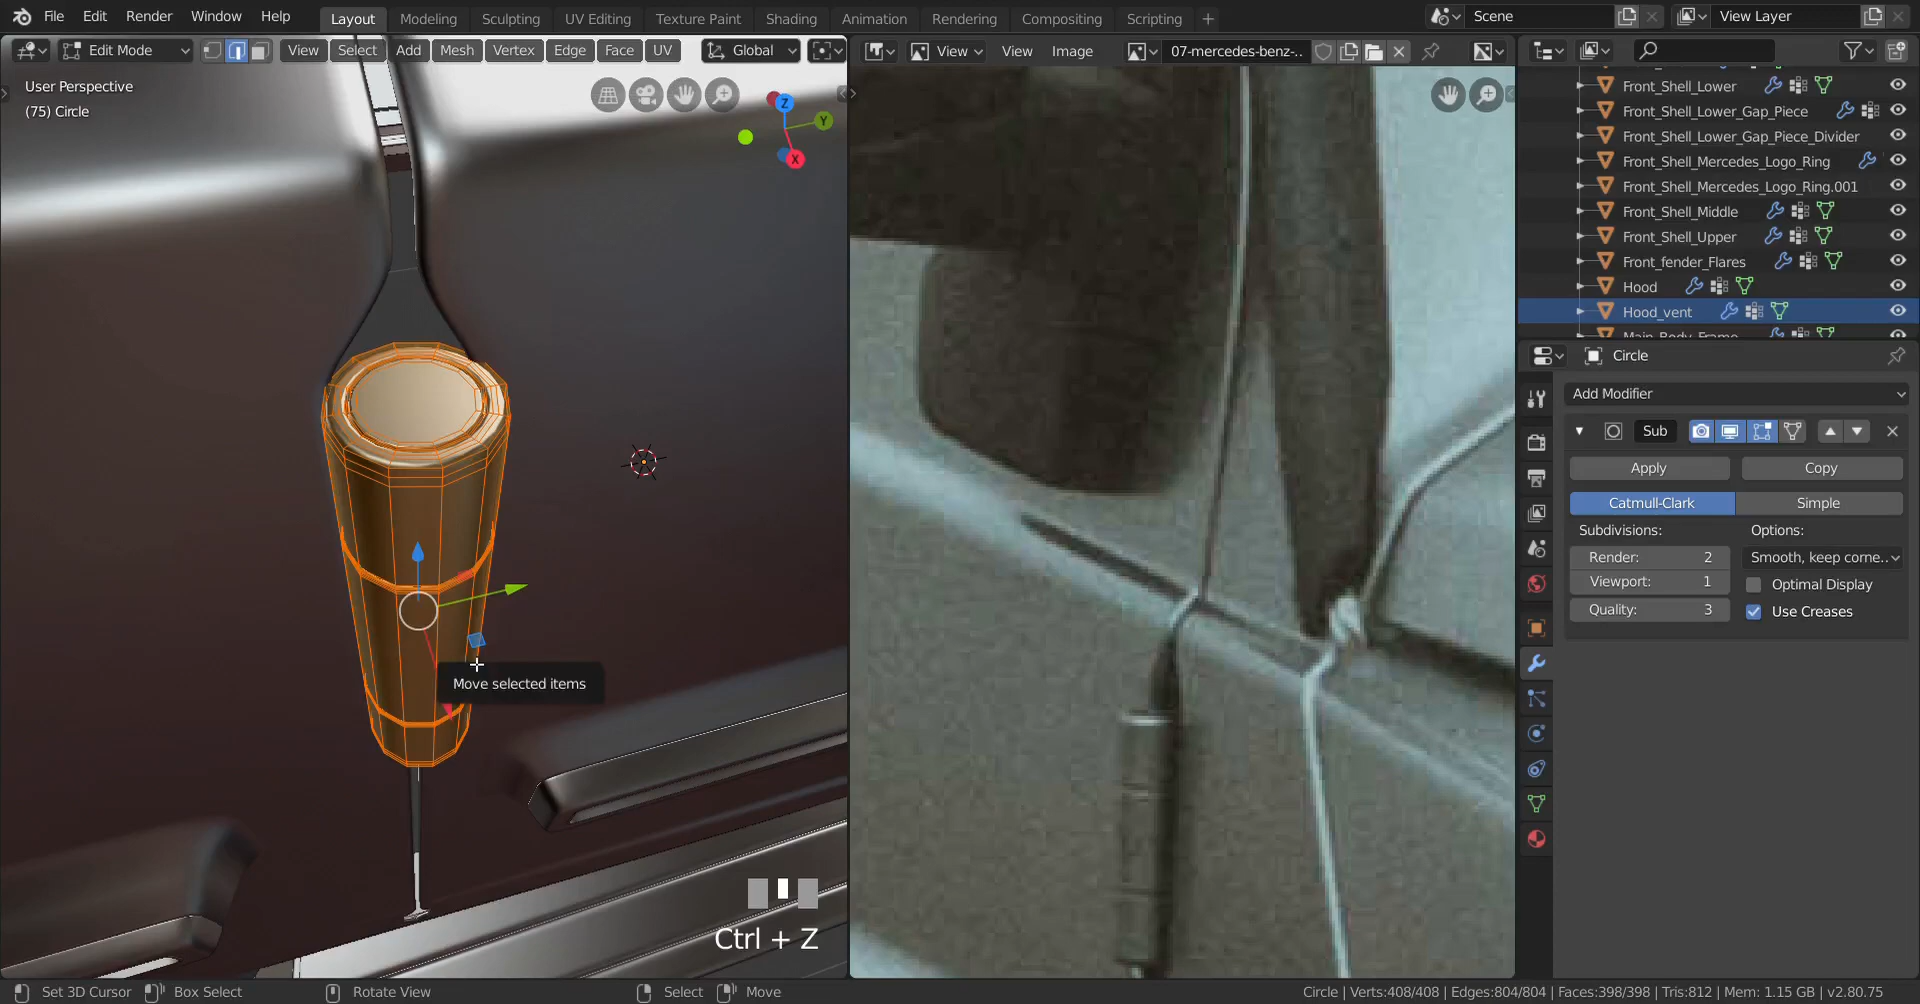 File Edit Render Window Help Layout Modeling Sculpting UV Editing Texture Paint Shading Animation Rendering Compositing Scripting + Scene View Layer
Edit Mode View Select Add Mesh Vertex Edge Face UV Global View View Image 07-mercedes-benz-..
User Perspective
(75) Circle
Z
Y
X
Move selected items
Ctrl + Z
Front_Shell_Lower
Front_Shell_Lower_Gap_Piece
Front_Shell_Lower_Gap_Piece_Divider
Front_Shell_Mercedes_Logo_Ring
Front_Shell_Mercedes_Logo_Ring.001
Front_Shell_Middle
Front_Shell_Upper
Front_fender_Flares
Hood
Hood_vent
Main_Body_Frame
Circle
Add Modifier
Sub
Apply Copy
Catmull-Clark Simple
Subdivisions: Options:
Render: 2 Smooth, keep corne..
Viewport: 1 Optimal Display
Quality: 3 Use Creases
Set 3D Cursor Box Select Rotate View Select Move Circle | Verts:408/408 | Edges:804/804 | Faces:398/398 | Tris:812 | Mem: 1.15 GB | v2.80.75